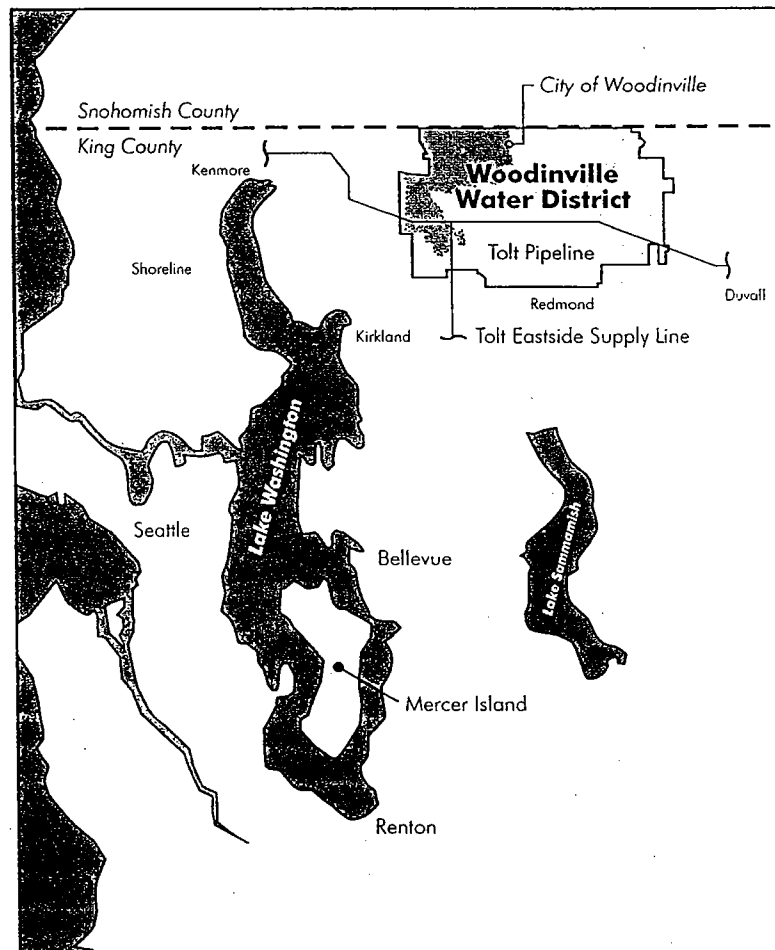 City of Woodinville
Snohomish County
King County
Kenmore
Woodinville
Water District
Shoreline
Tolt Pipeline
Duvall
Redmond
Kirkland
Tolt Eastside Supply Line
Lake Washington
Seattle
Bellevue
Lake Sammamish
Mercer Island
Renton